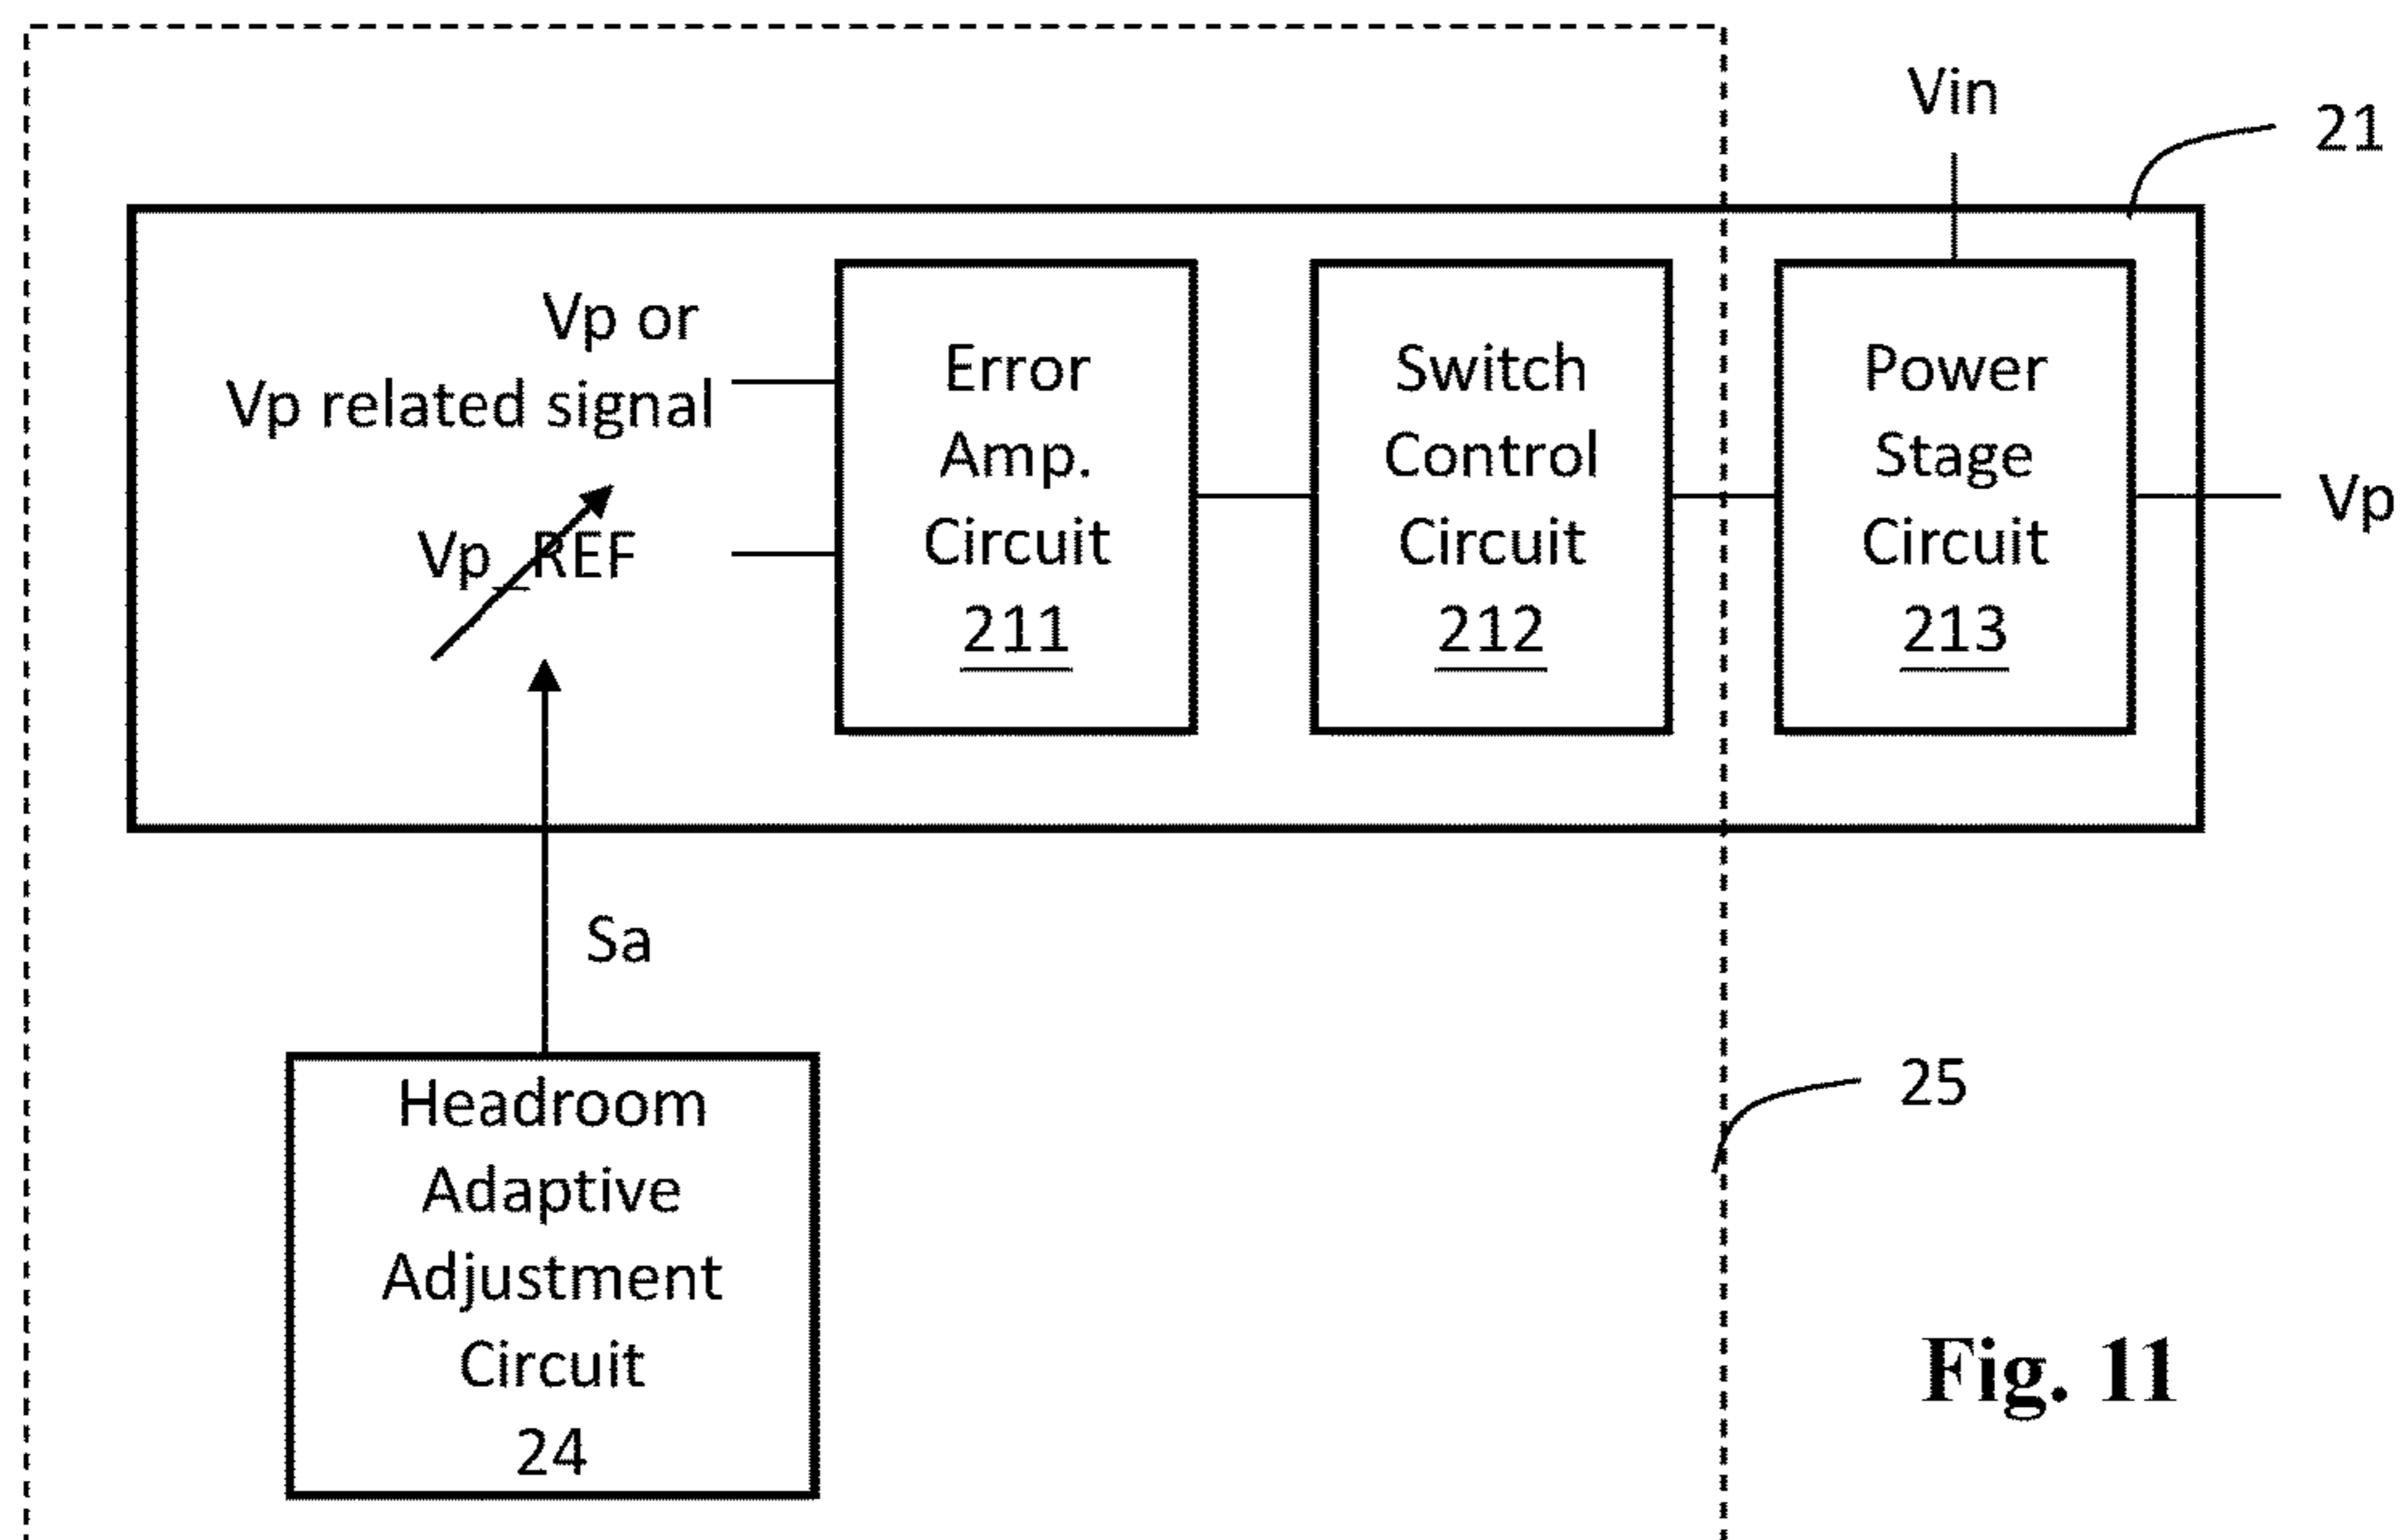 Vin
21
Vp or
Vp related signal
Vp_REF
Error
Amp.
Circuit
211
Switch
Control
Circuit
212
Power
Stage
Circuit
213
Vp
Sa
25
Headroom
Adaptive
Adjustment
Circuit
24
Fig. 11